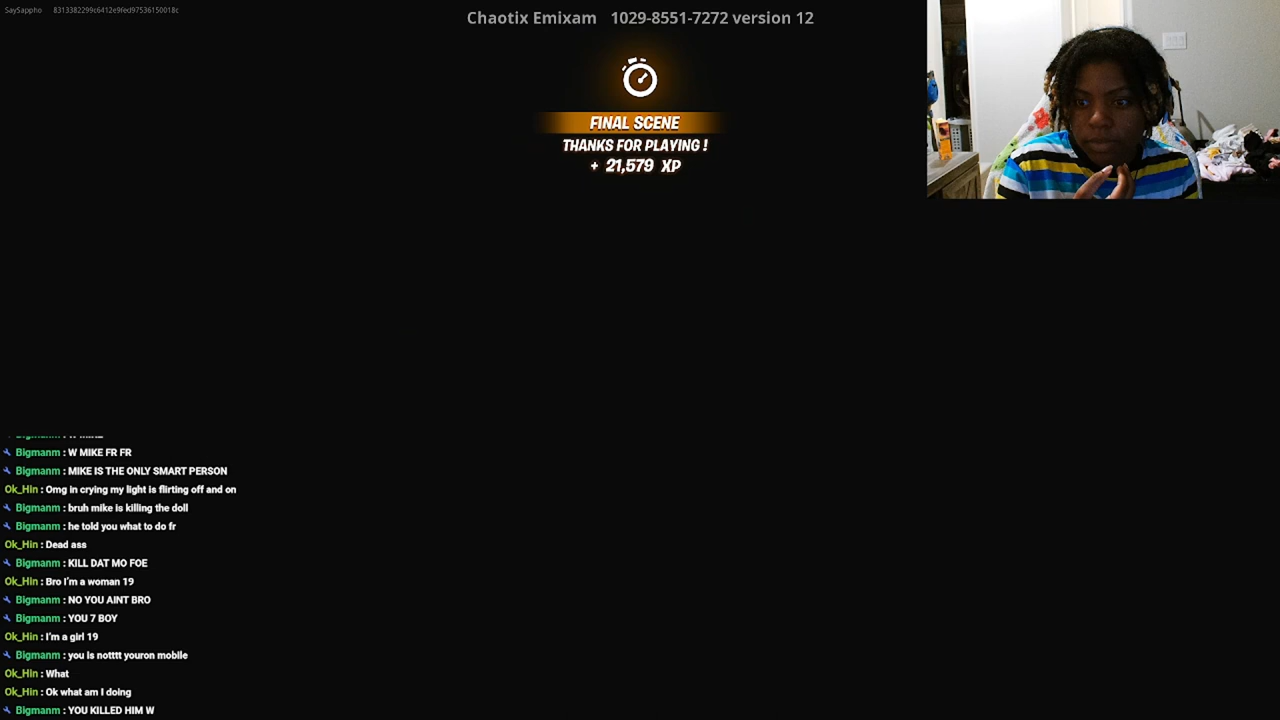 SaySappho 8313382299c6412e9fed97536150018c
Chaotix Emixam 1029-8551-7272 version 12
FINAL SCENE
THANKS FOR PLAYING !
+ 21,579 XP
Bigmanm : W MIKE FR FR
Bigmanm : MIKE IS THE ONLY SMART PERSON
Ok_Hin : Omg in crying my light is flirting off and on
Bigmanm : bruh mike is killing the doll
Bigmanm : he told you what to do fr
Ok_Hin : Dead ass
Bigmanm : KILL DAT MO FOE
Ok_Hin : Bro I'm a woman 19
Bigmanm : NO YOU AINT BRO
Bigmanm : YOU 7 BOY
Ok_Hin : I'm a girl 19
Bigmanm : you is notttt youron mobile
Ok_Hin : What
Ok_Hin : Ok what am I doing
Bigmanm : YOU KILLED HIM W